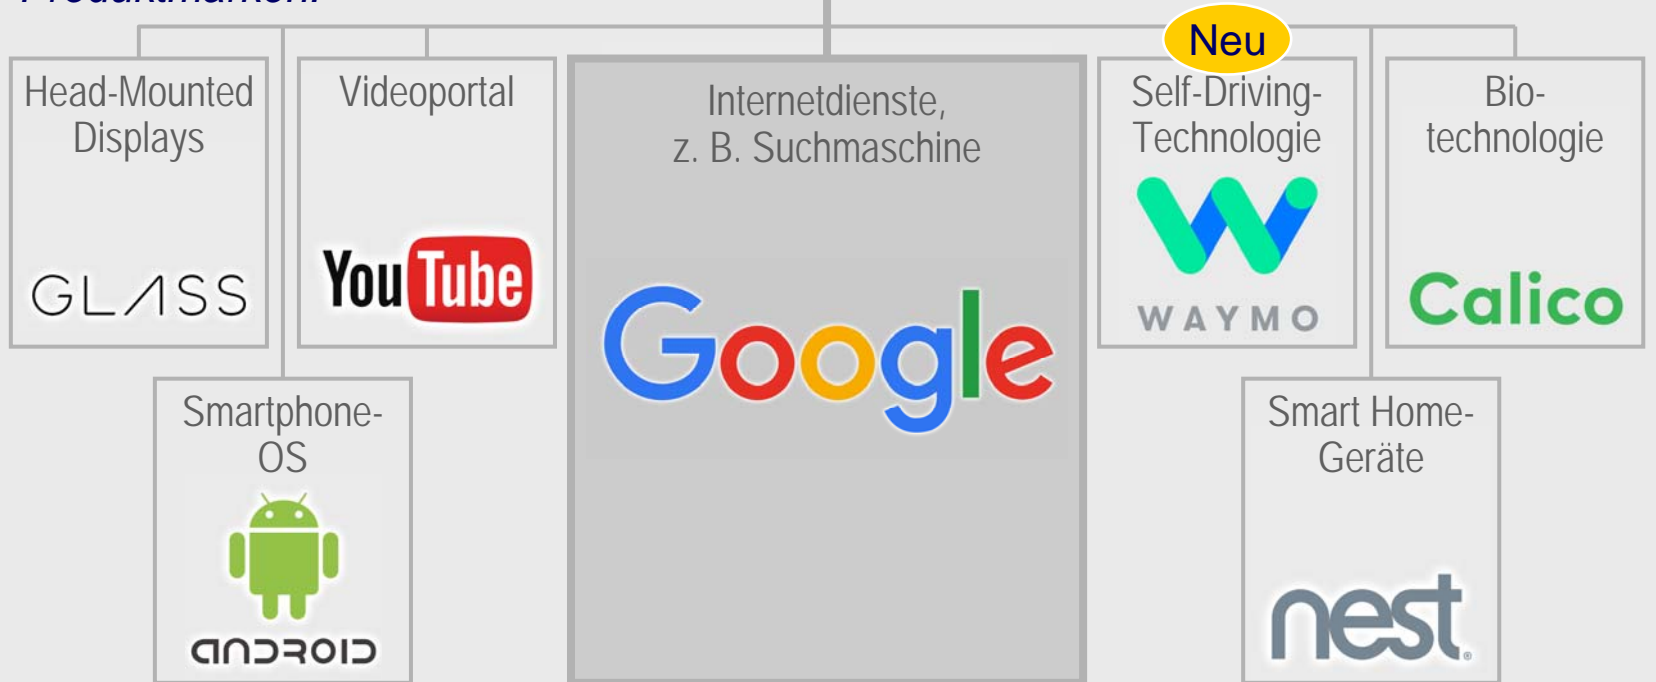 Produktmarken:
Neu
Head-Mounted
Displays
GLASS
Videoportal
YouTube
Internetdienste,
z. B. Suchmaschine
Google
Self-Driving-
Technologie
WAYMO
Bio-
technologie
Calico
Smartphone-
OS
ANDROID
Smart Home-
Geräte
nest®